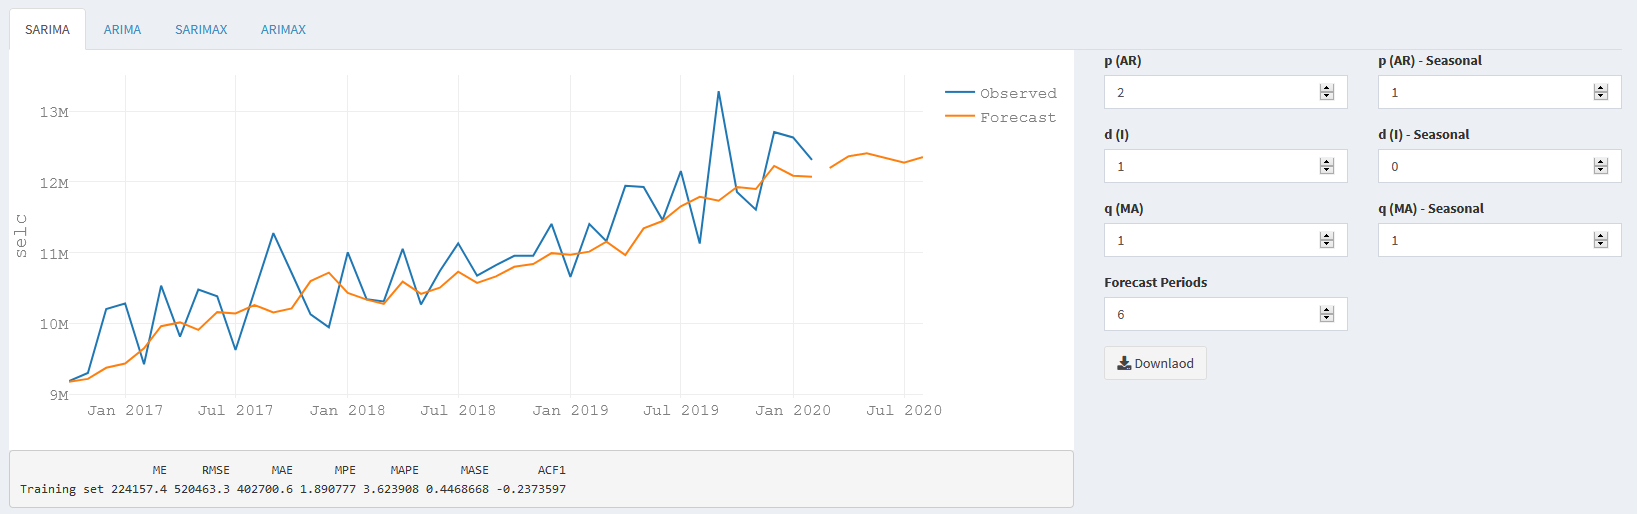 SARIMA ARIMA SARIMAX ARIMAX
Observed
Forecast
13M
12M
11M
10M
9M
selc
Jan 2017 Jul 2017 Jan 2018 Jul 2018 Jan 2019 Jul 2019 Jan 2020 Jul 2020
ME RMSE MAE MPE MAPE MASE ACF1
Training set 224157.4 520463.3 402700.6 1.890777 3.623908 0.4468668 -0.2373597
p (AR) p (AR) - Seasonal
2 1
d (I) d (I) - Seasonal
1 0
q (MA) q (MA) - Seasonal
1 1
Forecast Periods
6
Downlaod